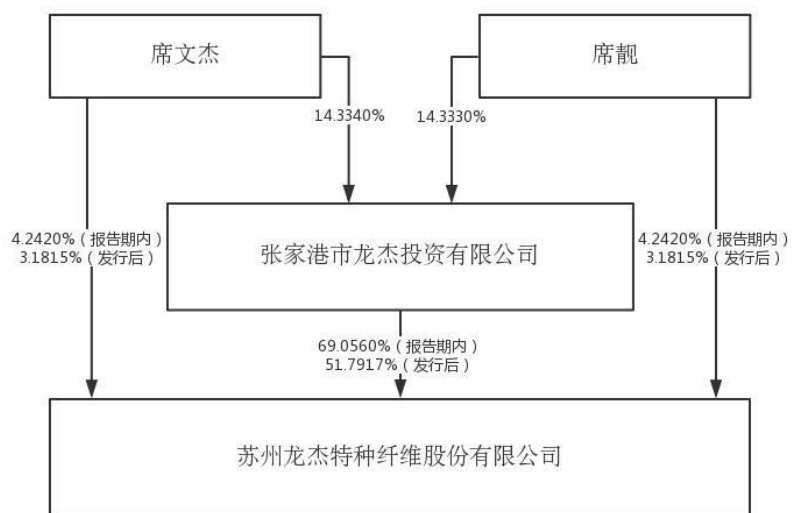 席文杰
席靓
14.3340%
14.3330%
4.2420%（报告期内）
3.1815%（发行后）
张家港市龙杰投资有限公司
4.2420%（报告期内）
3.1815%（发行后）
69.0560%（报告期内）
51.7917%（发行后）
苏州龙杰特种纤维股份有限公司